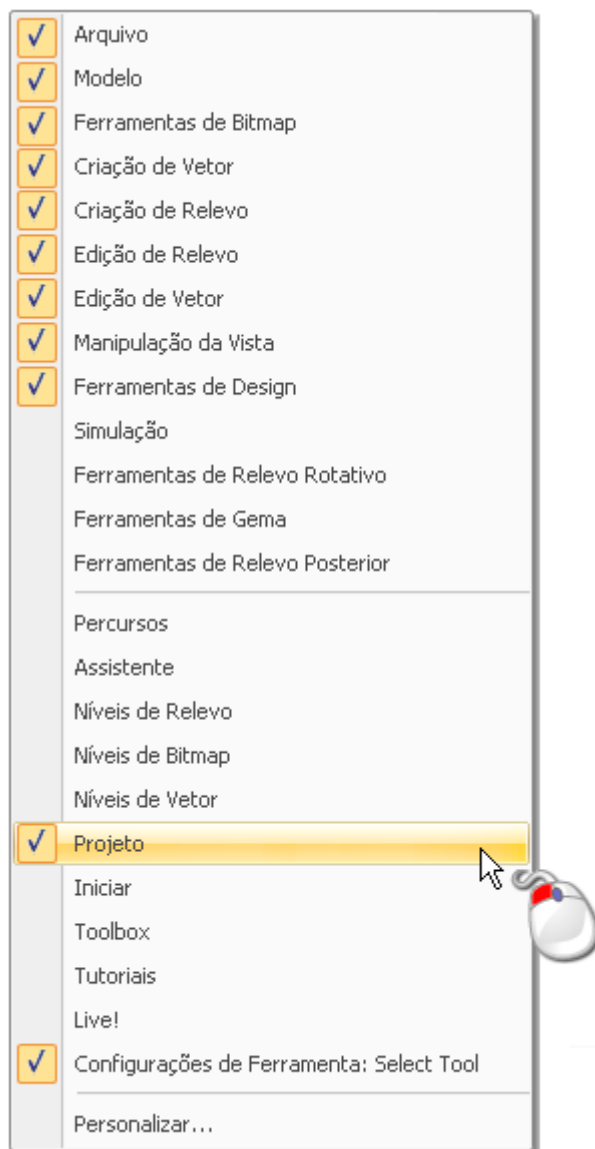 Arquivo
Modelo
Ferramentas de Bitmap
Criação de Vetor
Criação de Relevo
Edição de Relevo
Edição de Vetor
Manipulação da Vista
Ferramentas de Design
Simulação
Ferramentas de Relevo Rotativo
Ferramentas de Gema
Ferramentas de Relevo Posterior
Percursos
Assistente
Níveis de Relevo
Níveis de Bitmap
Níveis de Vetor
Projeto
Iniciar
Toolbox
Tutoriais
Live!
Configurações de Ferramenta: Select Tool
Personalizar...